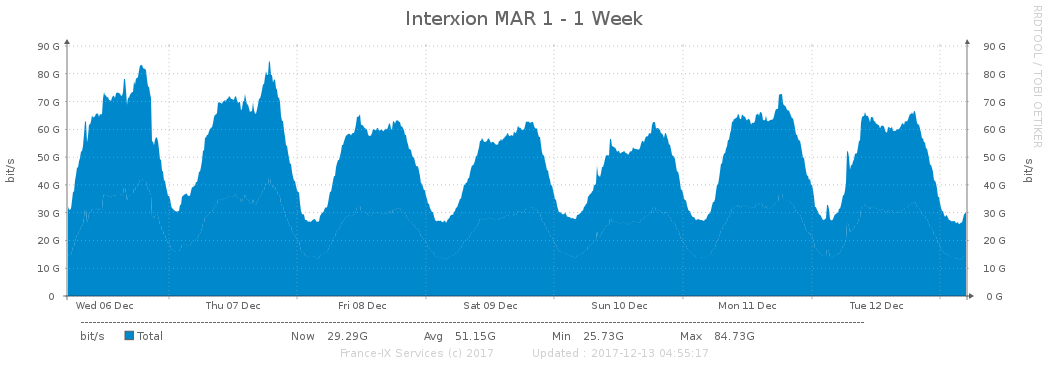 Interxion MAR 1 - 1 Week
RRDTOOL / TOBI OETIKER
bit/s
90 G
80 G
70 G
60 G
50 G
40 G
30 G
20 G
10 G
0
90 G
80 G
70 G
60 G
50 G
40 G
30 G
20 G
10 G
0 G
bit/s
Wed 06 Dec Thu 07 Dec Fri 08 Dec Sat 09 Dec Sun 10 Dec Mon 11 Dec Tue 12 Dec
bit/s Total Now 29.29G Avg 51.15G Min 25.73G Max 84.73G
France-IX Services (c) 2017 Updated : 2017-12-13 04:55:17